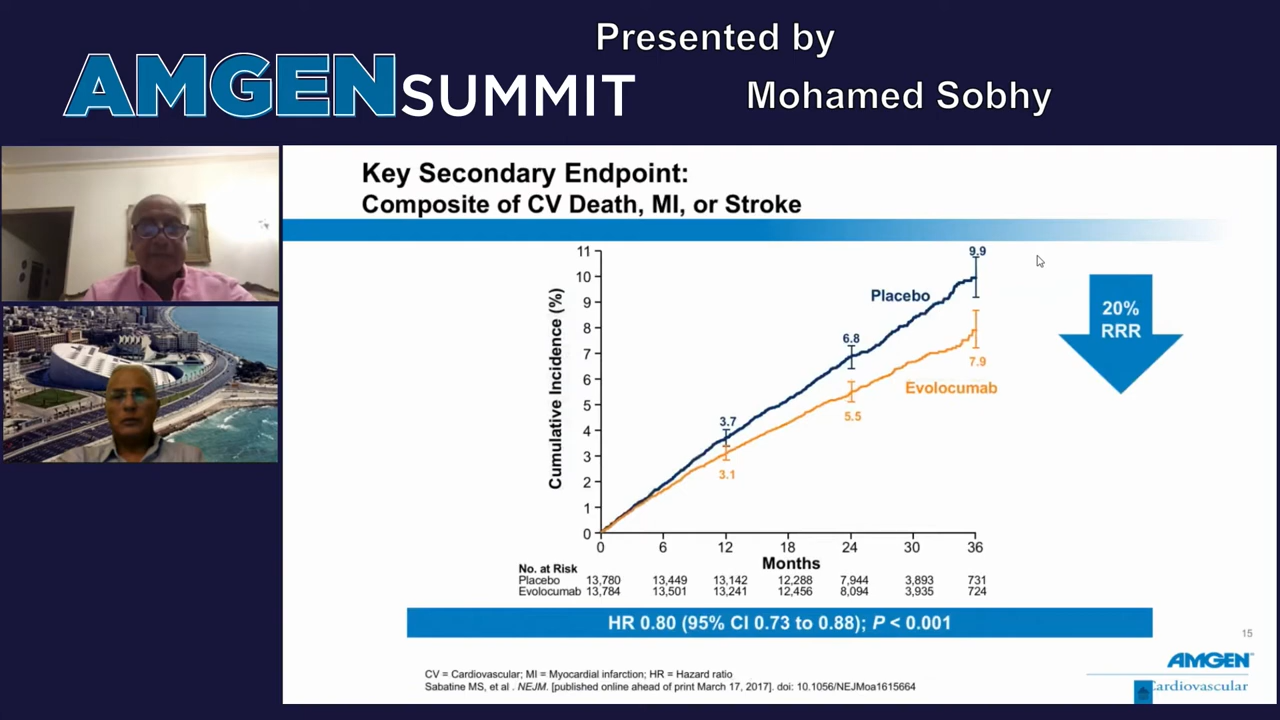 Presented by
AMGEN SUMMIT
Mohamed Sobhy
Key Secondary Endpoint:
Composite of CV Death, MI, or Stroke
Cumulative Incidence (%)
11
10
9
8
7
6
5
4
3
2
1
0
9.9
Placebo
6.8
7.9
Evolocumab
5.5
3.7
3.1
20%
RRR
0 6 12 18 24 30 36
Months
No. at Risk
Placebo 13,780 13,449 13,142 12,288 7,944 3,893 731
Evolocumab 13,784 13,501 13,241 12,456 8,094 3,935 724
HR 0.80 (95% CI 0.73 to 0.88); P < 0.001
15
CV = Cardiovascular; MI = Myocardial infarction; HR = Hazard ratio
Sabatine MS, et al . NEJM. [published online ahead of print March 17, 2017]. doi: 10.1056/NEJMoa1615664
AMGEN™
Cardiovascular